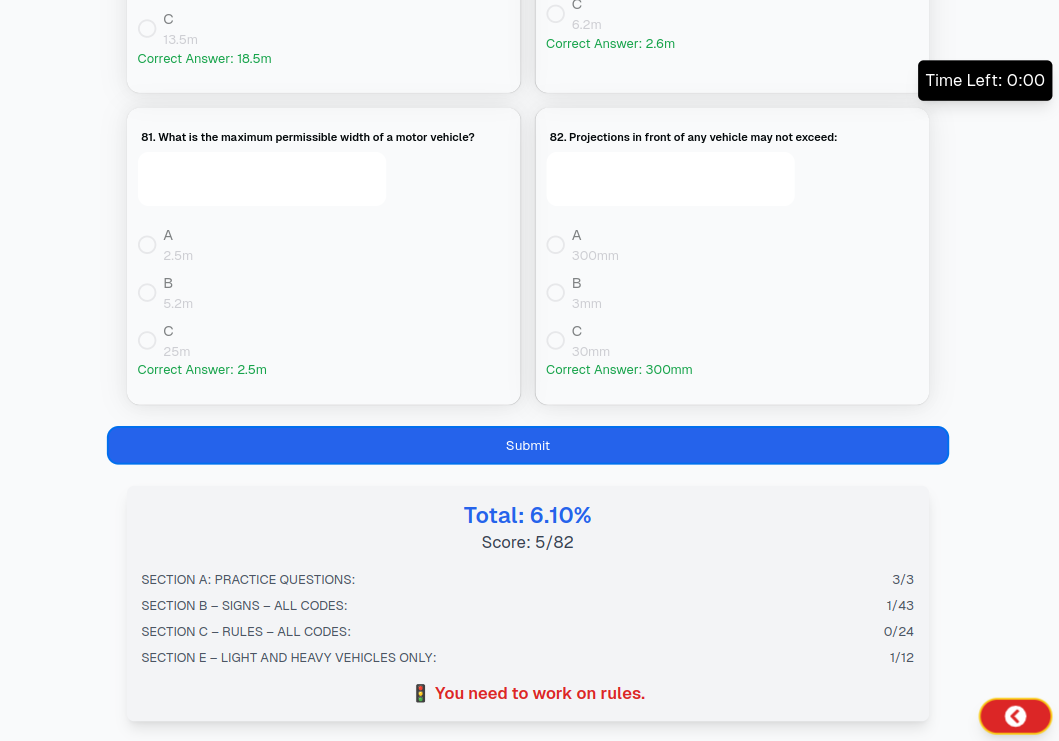 C
13.5m
Correct Answer: 18.5m
C
6.2m
Correct Answer: 2.6m
Time Left: 0:00
81. What is the maximum permissible width of a motor vehicle?
A
2.5m
B
5.2m
C
25m
Correct Answer: 2.5m
82. Projections in front of any vehicle may not exceed:
A
300mm
B
3mm
C
30mm
Correct Answer: 300mm
Submit
Total: 6.10%
Score: 5/82
SECTION A: PRACTICE QUESTIONS: 3/3
SECTION B – SIGNS – ALL CODES: 1/43
SECTION C – RULES – ALL CODES: 0/24
SECTION E – LIGHT AND HEAVY VEHICLES ONLY: 1/12
🚦 You need to work on rules.